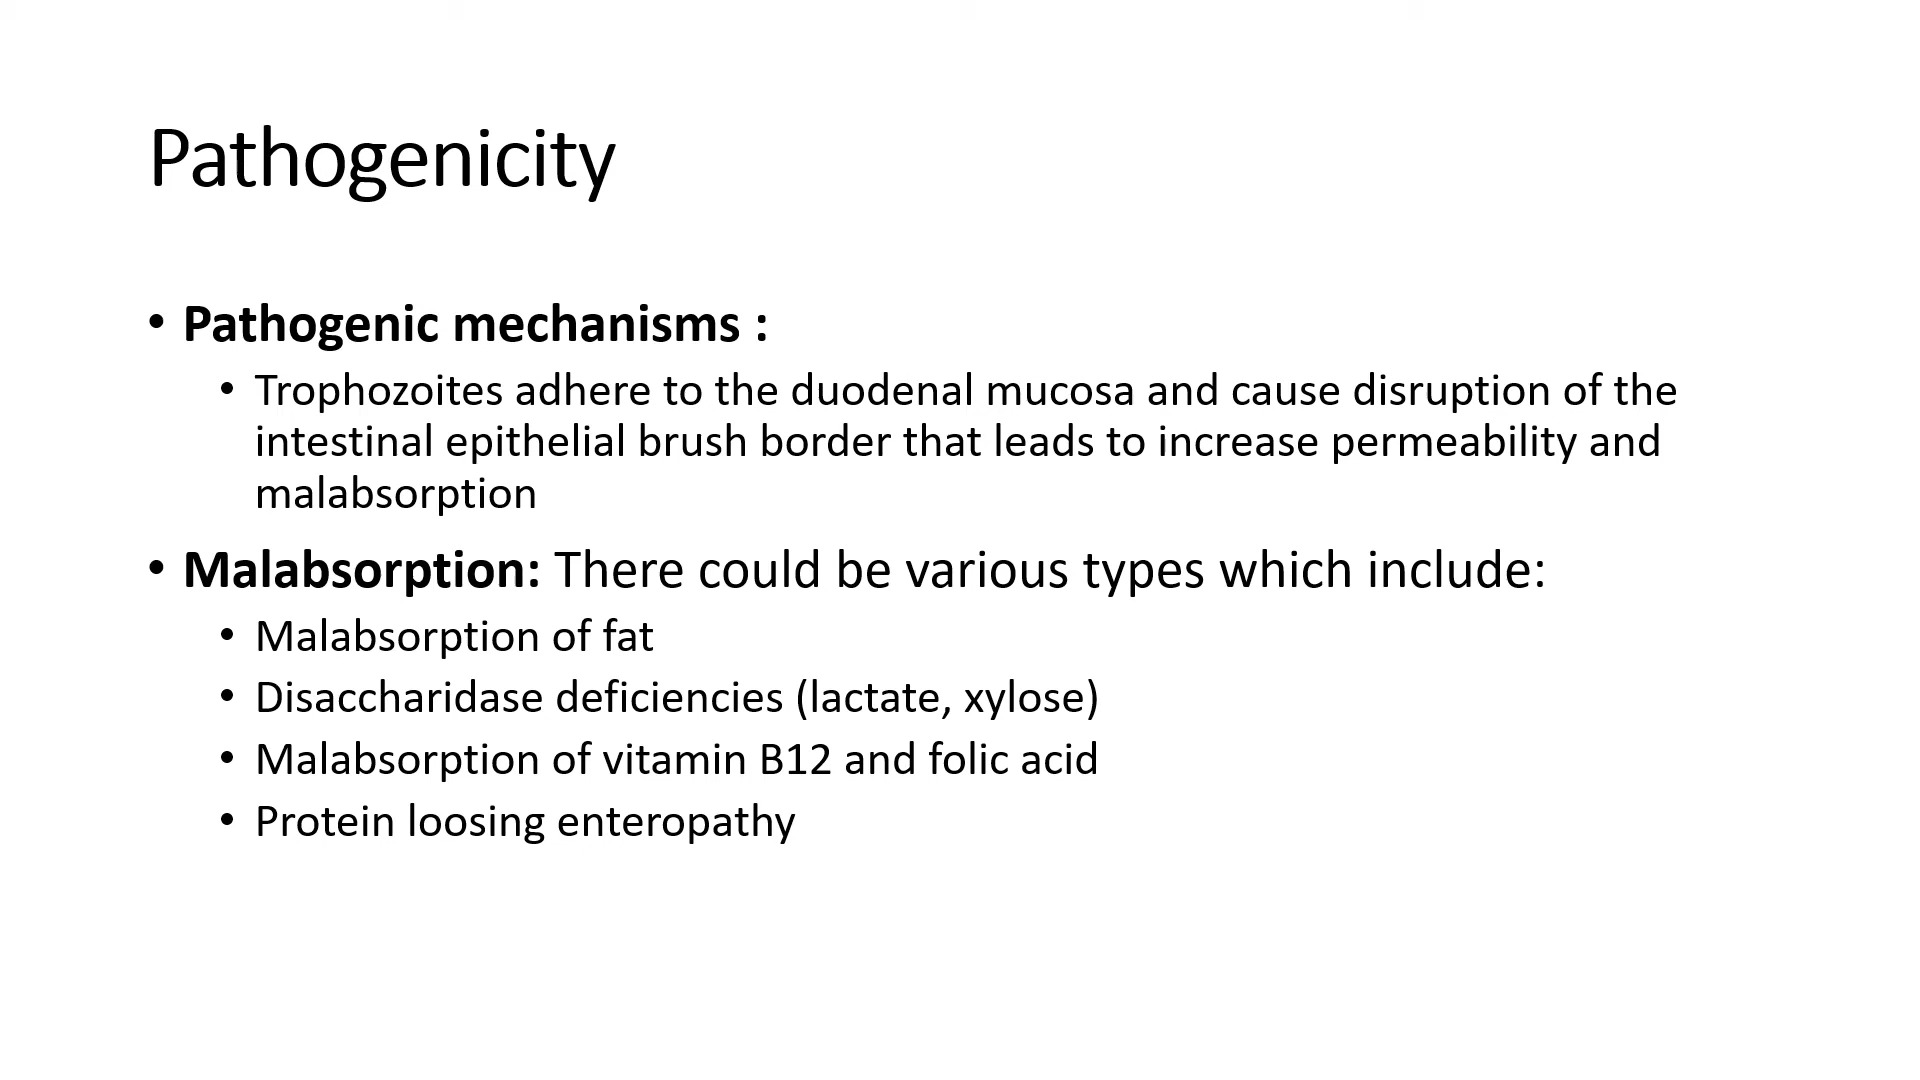 Pathogenicity
• Pathogenic mechanisms :
• Trophozoites adhere to the duodenal mucosa and cause disruption of the
intestinal epithelial brush border that leads to increase permeability and
malabsorption
• Malabsorption: There could be various types which include:
• Malabsorption of fat
• Disaccharidase deficiencies (lactate, xylose)
• Malabsorption of vitamin B12 and folic acid
• Protein loosing enteropathy